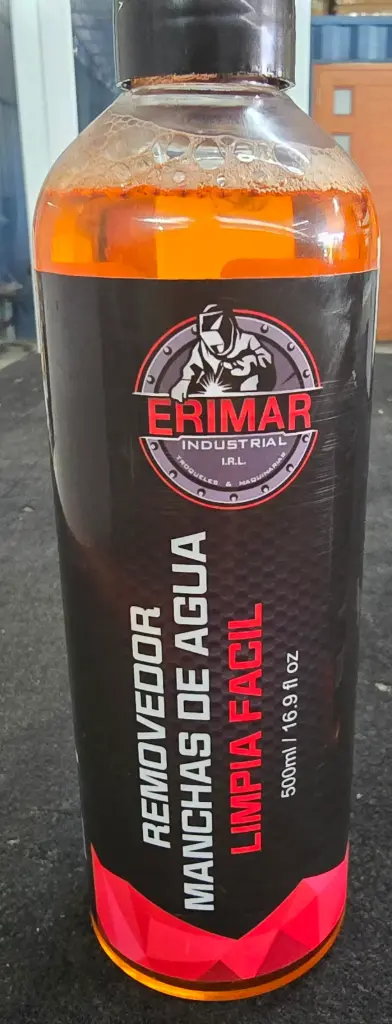 ERIMAR
INDUSTRIAL
I.R.L.
TROQUELES & MAQUINARIAS
REMOVEDOR
MANCHAS DE AGUA
LIMPIA FACIL
500ml / 16.9 fl oz